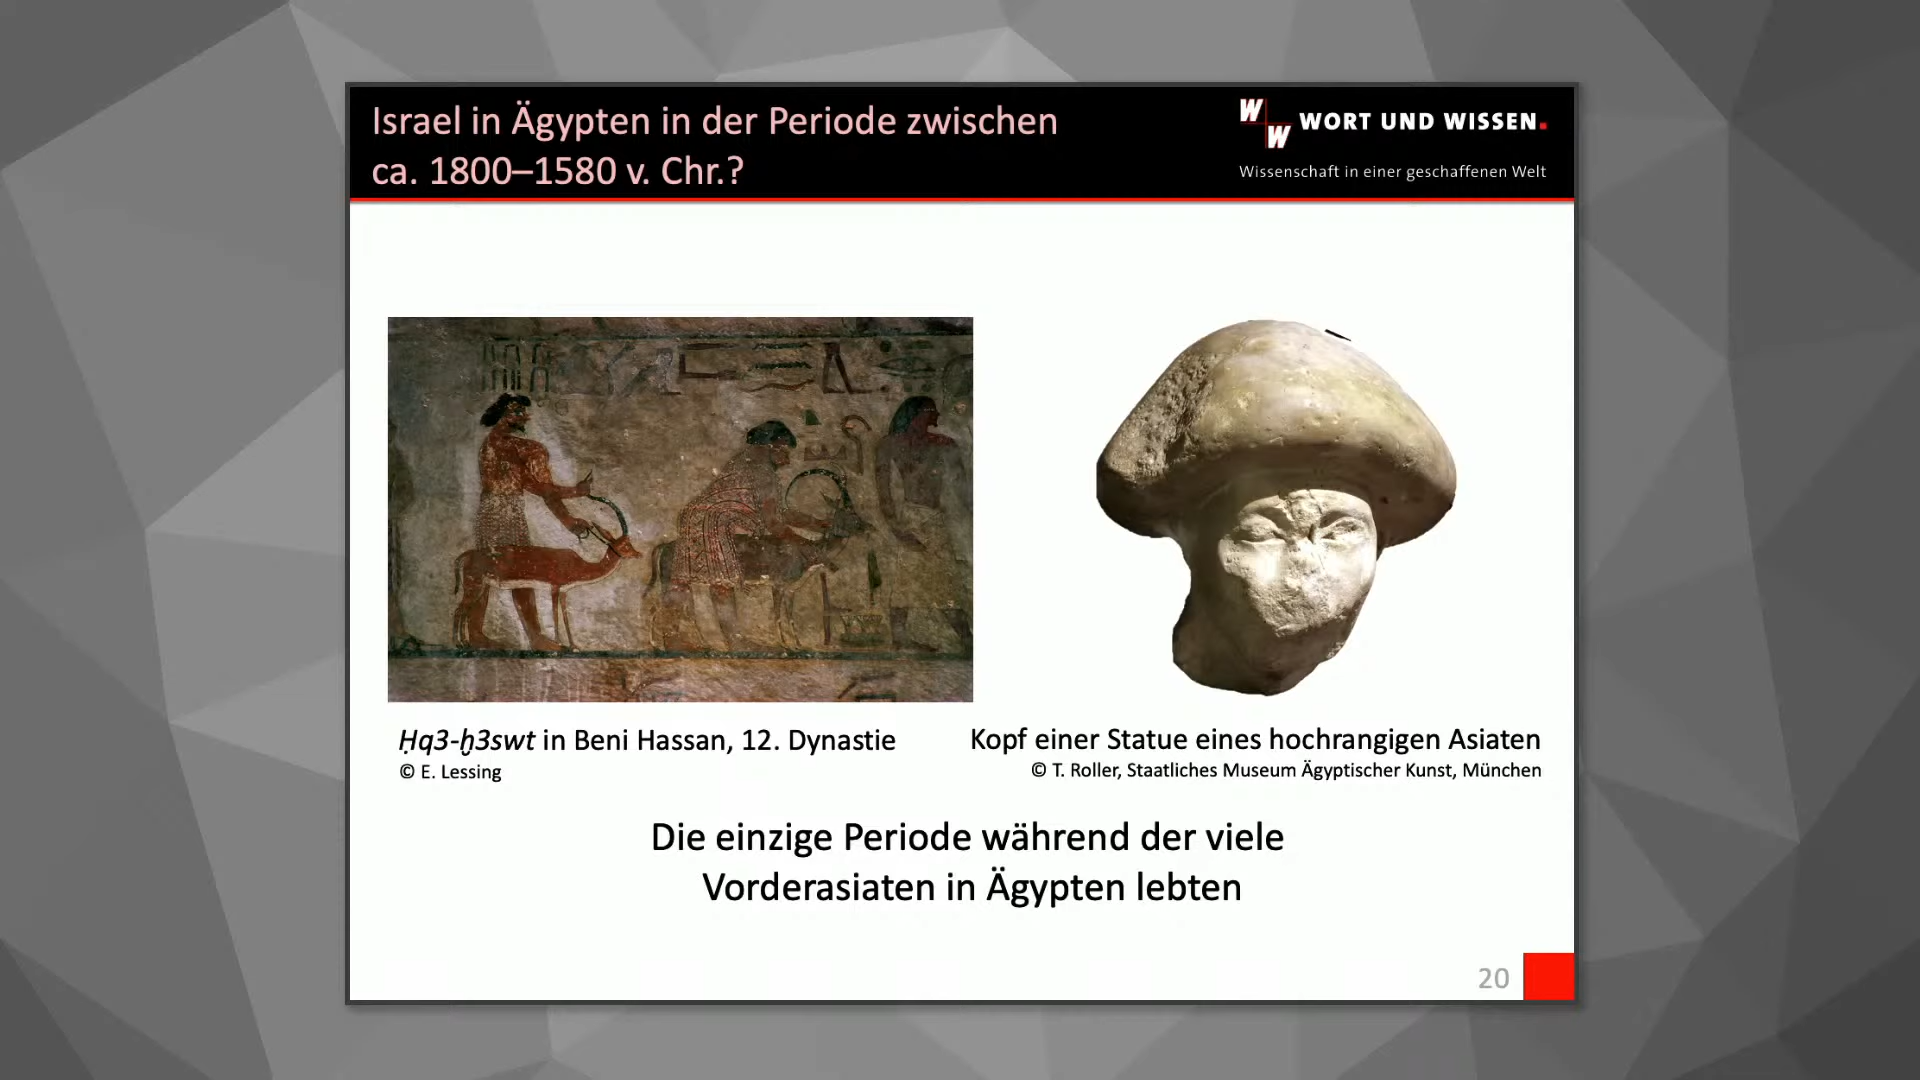 Israel in Ägypten in der Periode zwischen
ca. 1800–1580 v. Chr.?
WW WORT UND WISSEN.
Wissenschaft in einer geschaffenen Welt
Ḥq3-ḫ3swt in Beni Hassan, 12. Dynastie
© E. Lessing
Kopf einer Statue eines hochrangigen Asiaten
© T. Roller, Staatliches Museum Ägyptischer Kunst, München
Die einzige Periode während der viele
Vorderasiaten in Ägypten lebten
20